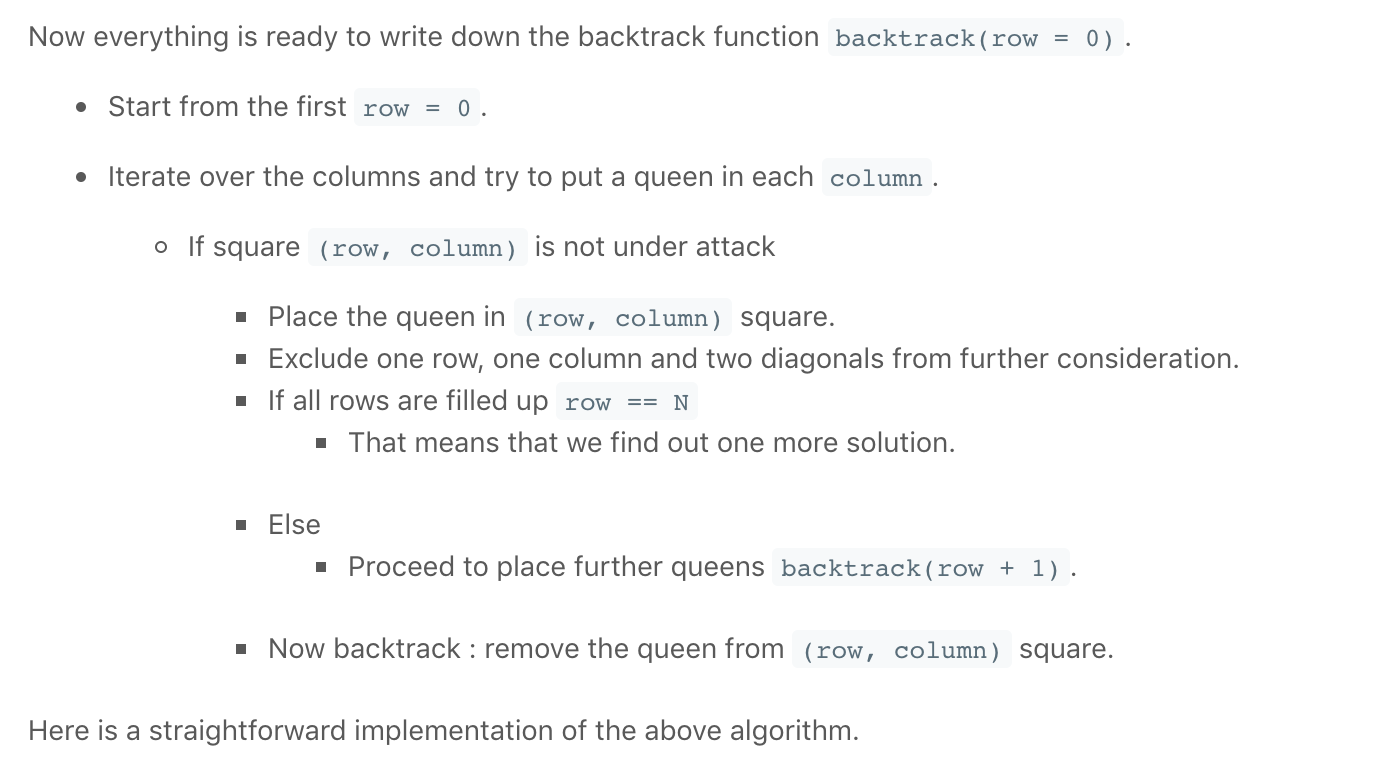 Now everything is ready to write down the backtrack function backtrack(row = 0).
Start from the first row = 0.
Iterate over the columns and try to put a queen in each column.
If square (row, column) is not under attack
Place the queen in (row, column) square.
Exclude one row, one column and two diagonals from further consideration.
If all rows are filled up row == N
That means that we find out one more solution.
Else
Proceed to place further queens backtrack(row + 1).
Now backtrack : remove the queen from (row, column) square.
Here is a straightforward implementation of the above algorithm.